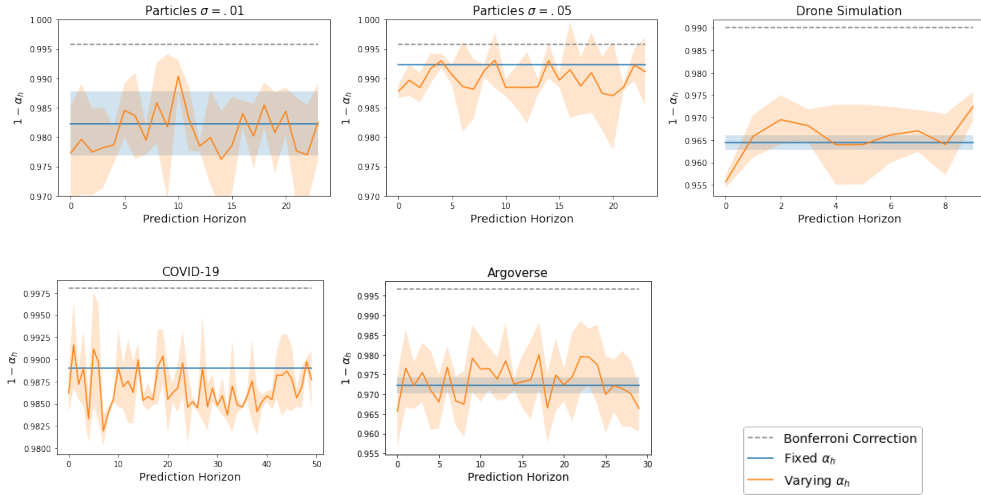 Particles σ = .01
1.000
0.995
0.990
0.985
0.980
0.975
0.970
1 − α_h
0 5 10 15 20
Prediction Horizon
Particles σ = .05
1.000
0.995
0.990
0.985
0.980
0.975
0.970
1 − α_h
0 5 10 15 20
Prediction Horizon
Drone Simulation
0.990
0.985
0.980
0.975
0.970
0.965
0.960
0.955
1 − α_h
0 2 4 6 8
Prediction Horizon
COVID-19
0.9975
0.9950
0.9925
0.9900
0.9875
0.9850
0.9825
0.9800
1 − α_h
0 10 20 30 40 50
Prediction Horizon
Argoverse
0.995
0.990
0.985
0.980
0.975
0.970
0.965
0.960
0.955
1 − α_h
0 5 10 15 20 25 30
Prediction Horizon
Bonferroni Correction
Fixed α_h
Varying α_h